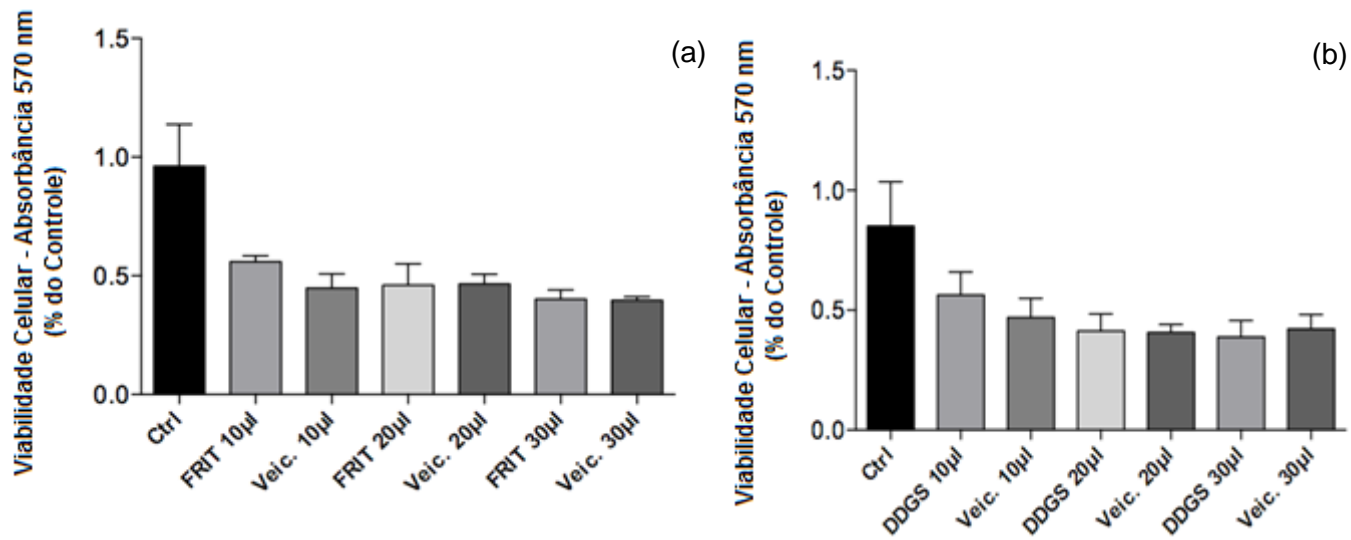 (a)
Viabilidade Celular - Absorbância 570 nm
(% do Controle)
1.5
1.0
0.5
0.0
Ctrl
FRIT 10µl
Veic. 10µl
FRIT 20µl
Veic. 20µl
FRIT 30µl
Veic. 30µl
(b)
Viabilidade Celular - Absorbância 570 nm
(% do Controle)
1.5
1.0
0.5
0.0
Ctrl
DDGS 10µl
Veic. 10µl
DDGS 20µl
Veic. 20µl
DDGS 30µl
Veic. 30µl